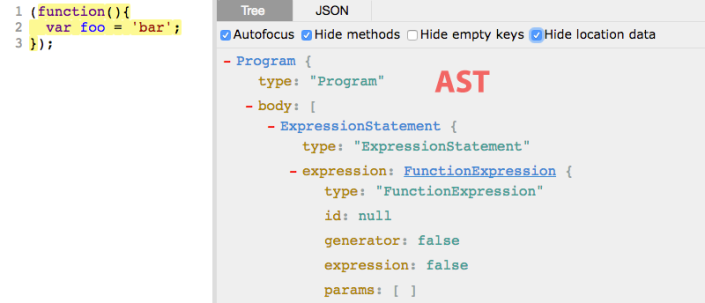 1 (function(){
2   var foo = 'bar';
3 });
Tree JSON
Autofocus Hide methods Hide empty keys Hide location data
- Program {
type: "Program"
AST
- body: [
- ExpressionStatement {
type: "ExpressionStatement"
- expression: FunctionExpression {
type: "FunctionExpression"
id: null
generator: false
expression: false
params: [ ]